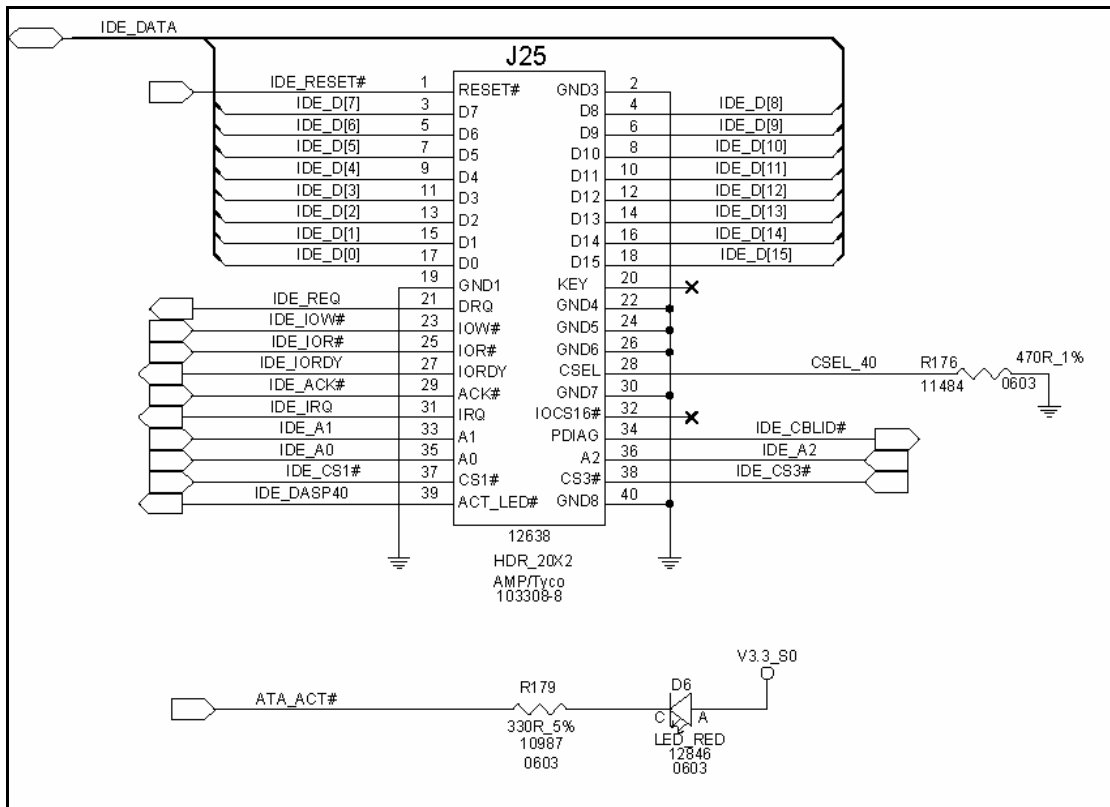 IDE_DATA
J25
IDE_RESET# 1 RESET# GND3 2
IDE_D[7] 3 D7 D8 4 IDE_D[8]
IDE_D[6] 5 D6 D9 6 IDE_D[9]
IDE_D[5] 7 D5 D10 8 IDE_D[10]
IDE_D[4] 9 D4 D11 10 IDE_D[11]
IDE_D[3] 11 D3 D12 12 IDE_D[12]
IDE_D[2] 13 D2 D13 14 IDE_D[13]
IDE_D[1] 15 D1 D14 16 IDE_D[14]
IDE_D[0] 17 D0 D15 18 IDE_D[15]
19 GND1 KEY 20
IDE_REQ 21 DRQ GND4 22
IDE_IOW# 23 IOW# GND5 24
IDE_IOR# 25 IOR# GND6 26
IDE_IORDY 27 IORDY CSEL 28 CSEL_40 R176 470R_1%
11484 0603
IDE_ACK# 29 ACK# GND7 30
IDE_IRQ 31 IRQ IOCS16# 32
IDE_A1 33 A1 PDIAG 34 IDE_CBLID#
IDE_A0 35 A0 A2 36 IDE_A2
IDE_CS1# 37 CS1# CS3# 38 IDE_CS3#
IDE_DASP40 39 ACT_LED# GND8 40
12638
HDR_20X2
AMP/Tyco
103308-8
V3.3_S0
R179 D6
ATA_ACT# C A
330R_5% LED_RED
10987 12846
0603 0603